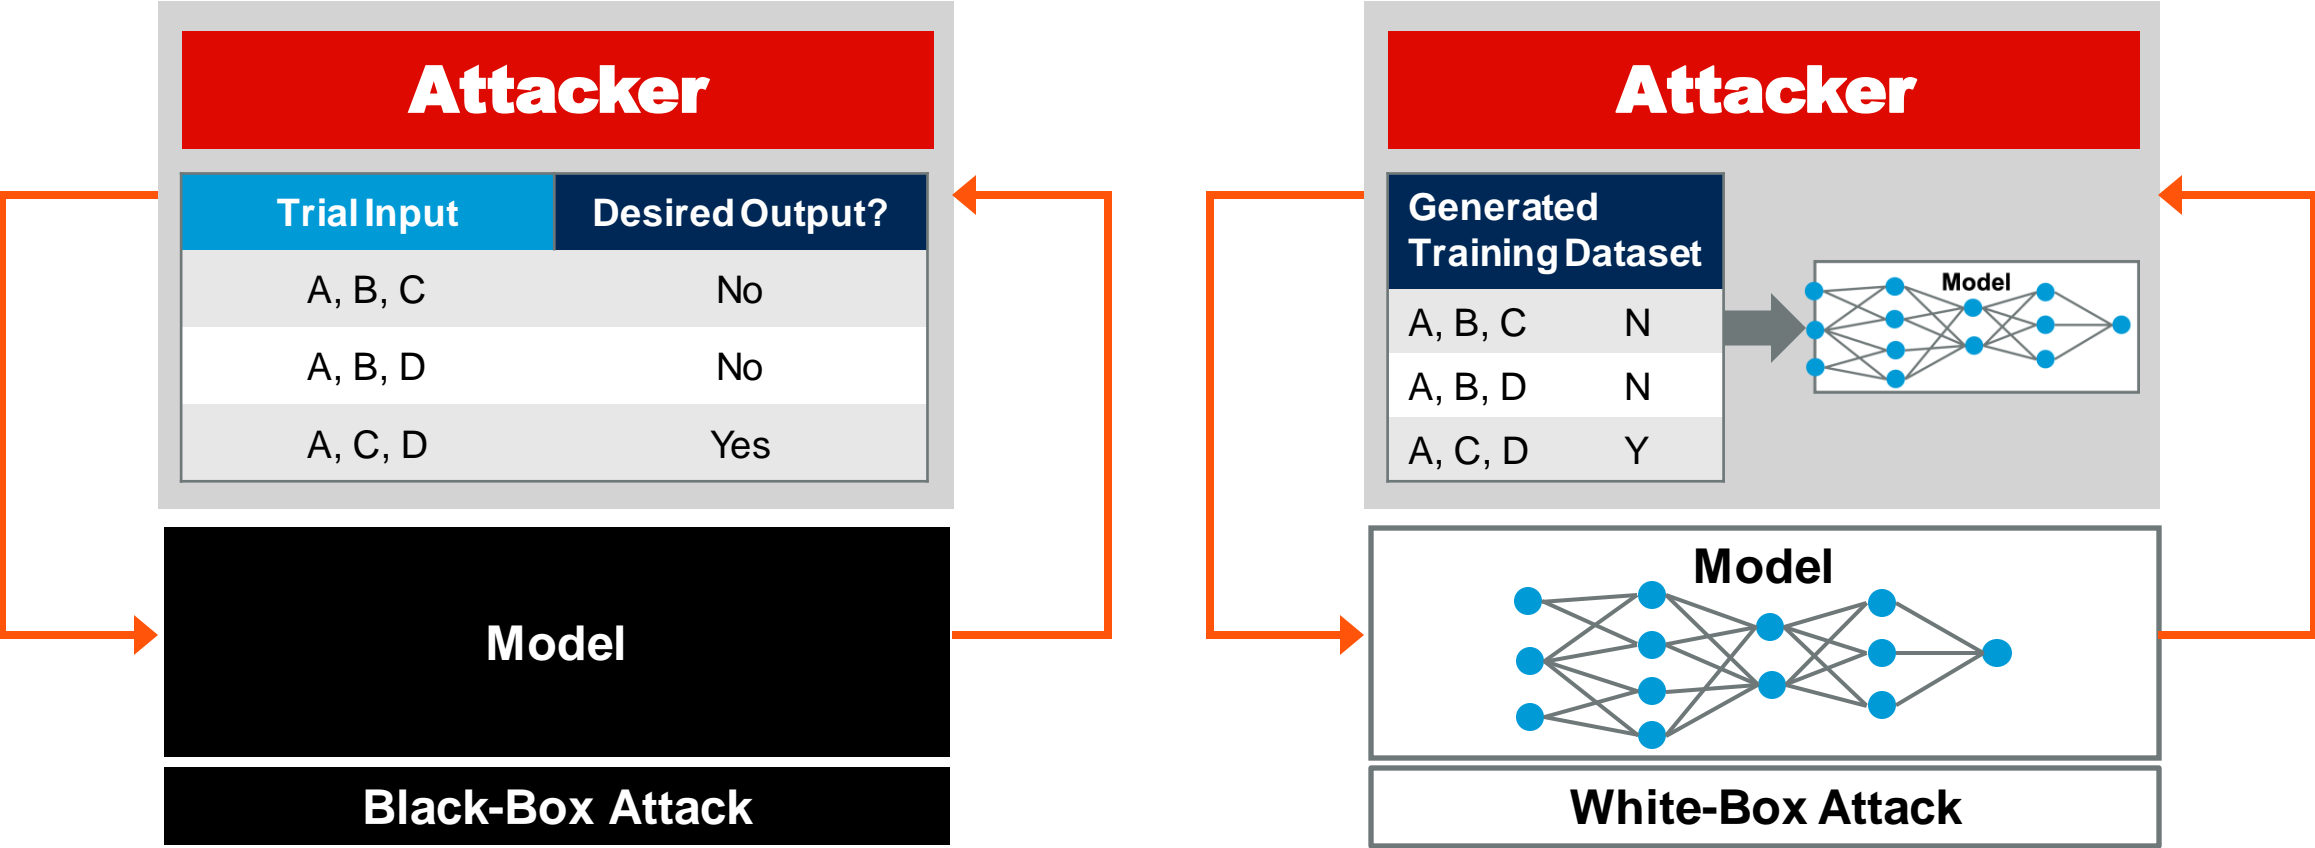 Attacker
Trial Input Desired Output?
A, B, C No
A, B, D No
A, C, D Yes
Model
Black-Box Attack
Attacker
Generated
Training Dataset
A, B, C N
A, B, D N
A, C, D Y
Model
Model
White-Box Attack